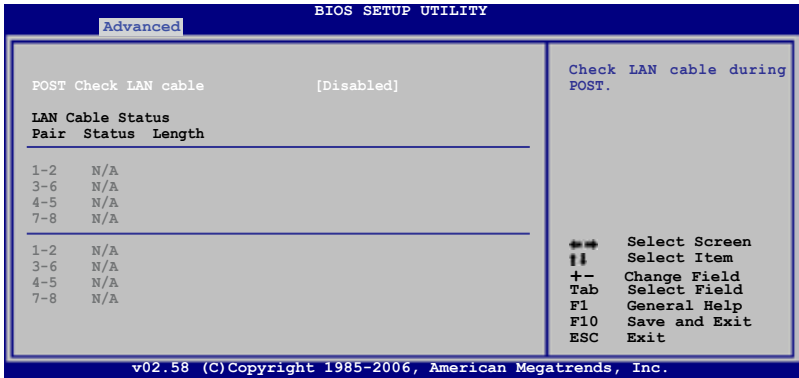 BIOS SETUP UTILITY
Advanced
POST Check LAN cable [Disabled]
LAN Cable Status
Pair Status Length
1-2 N/A
3-6 N/A
4-5 N/A
7-8 N/A
1-2 N/A
3-6 N/A
4-5 N/A
7-8 N/A
Check LAN cable during
POST.
←→ Select Screen
↑↓ Select Item
+- Change Field
Tab Select Field
F1 General Help
F10 Save and Exit
ESC Exit
v02.58 (C)Copyright 1985-2006, American Megatrends, Inc.